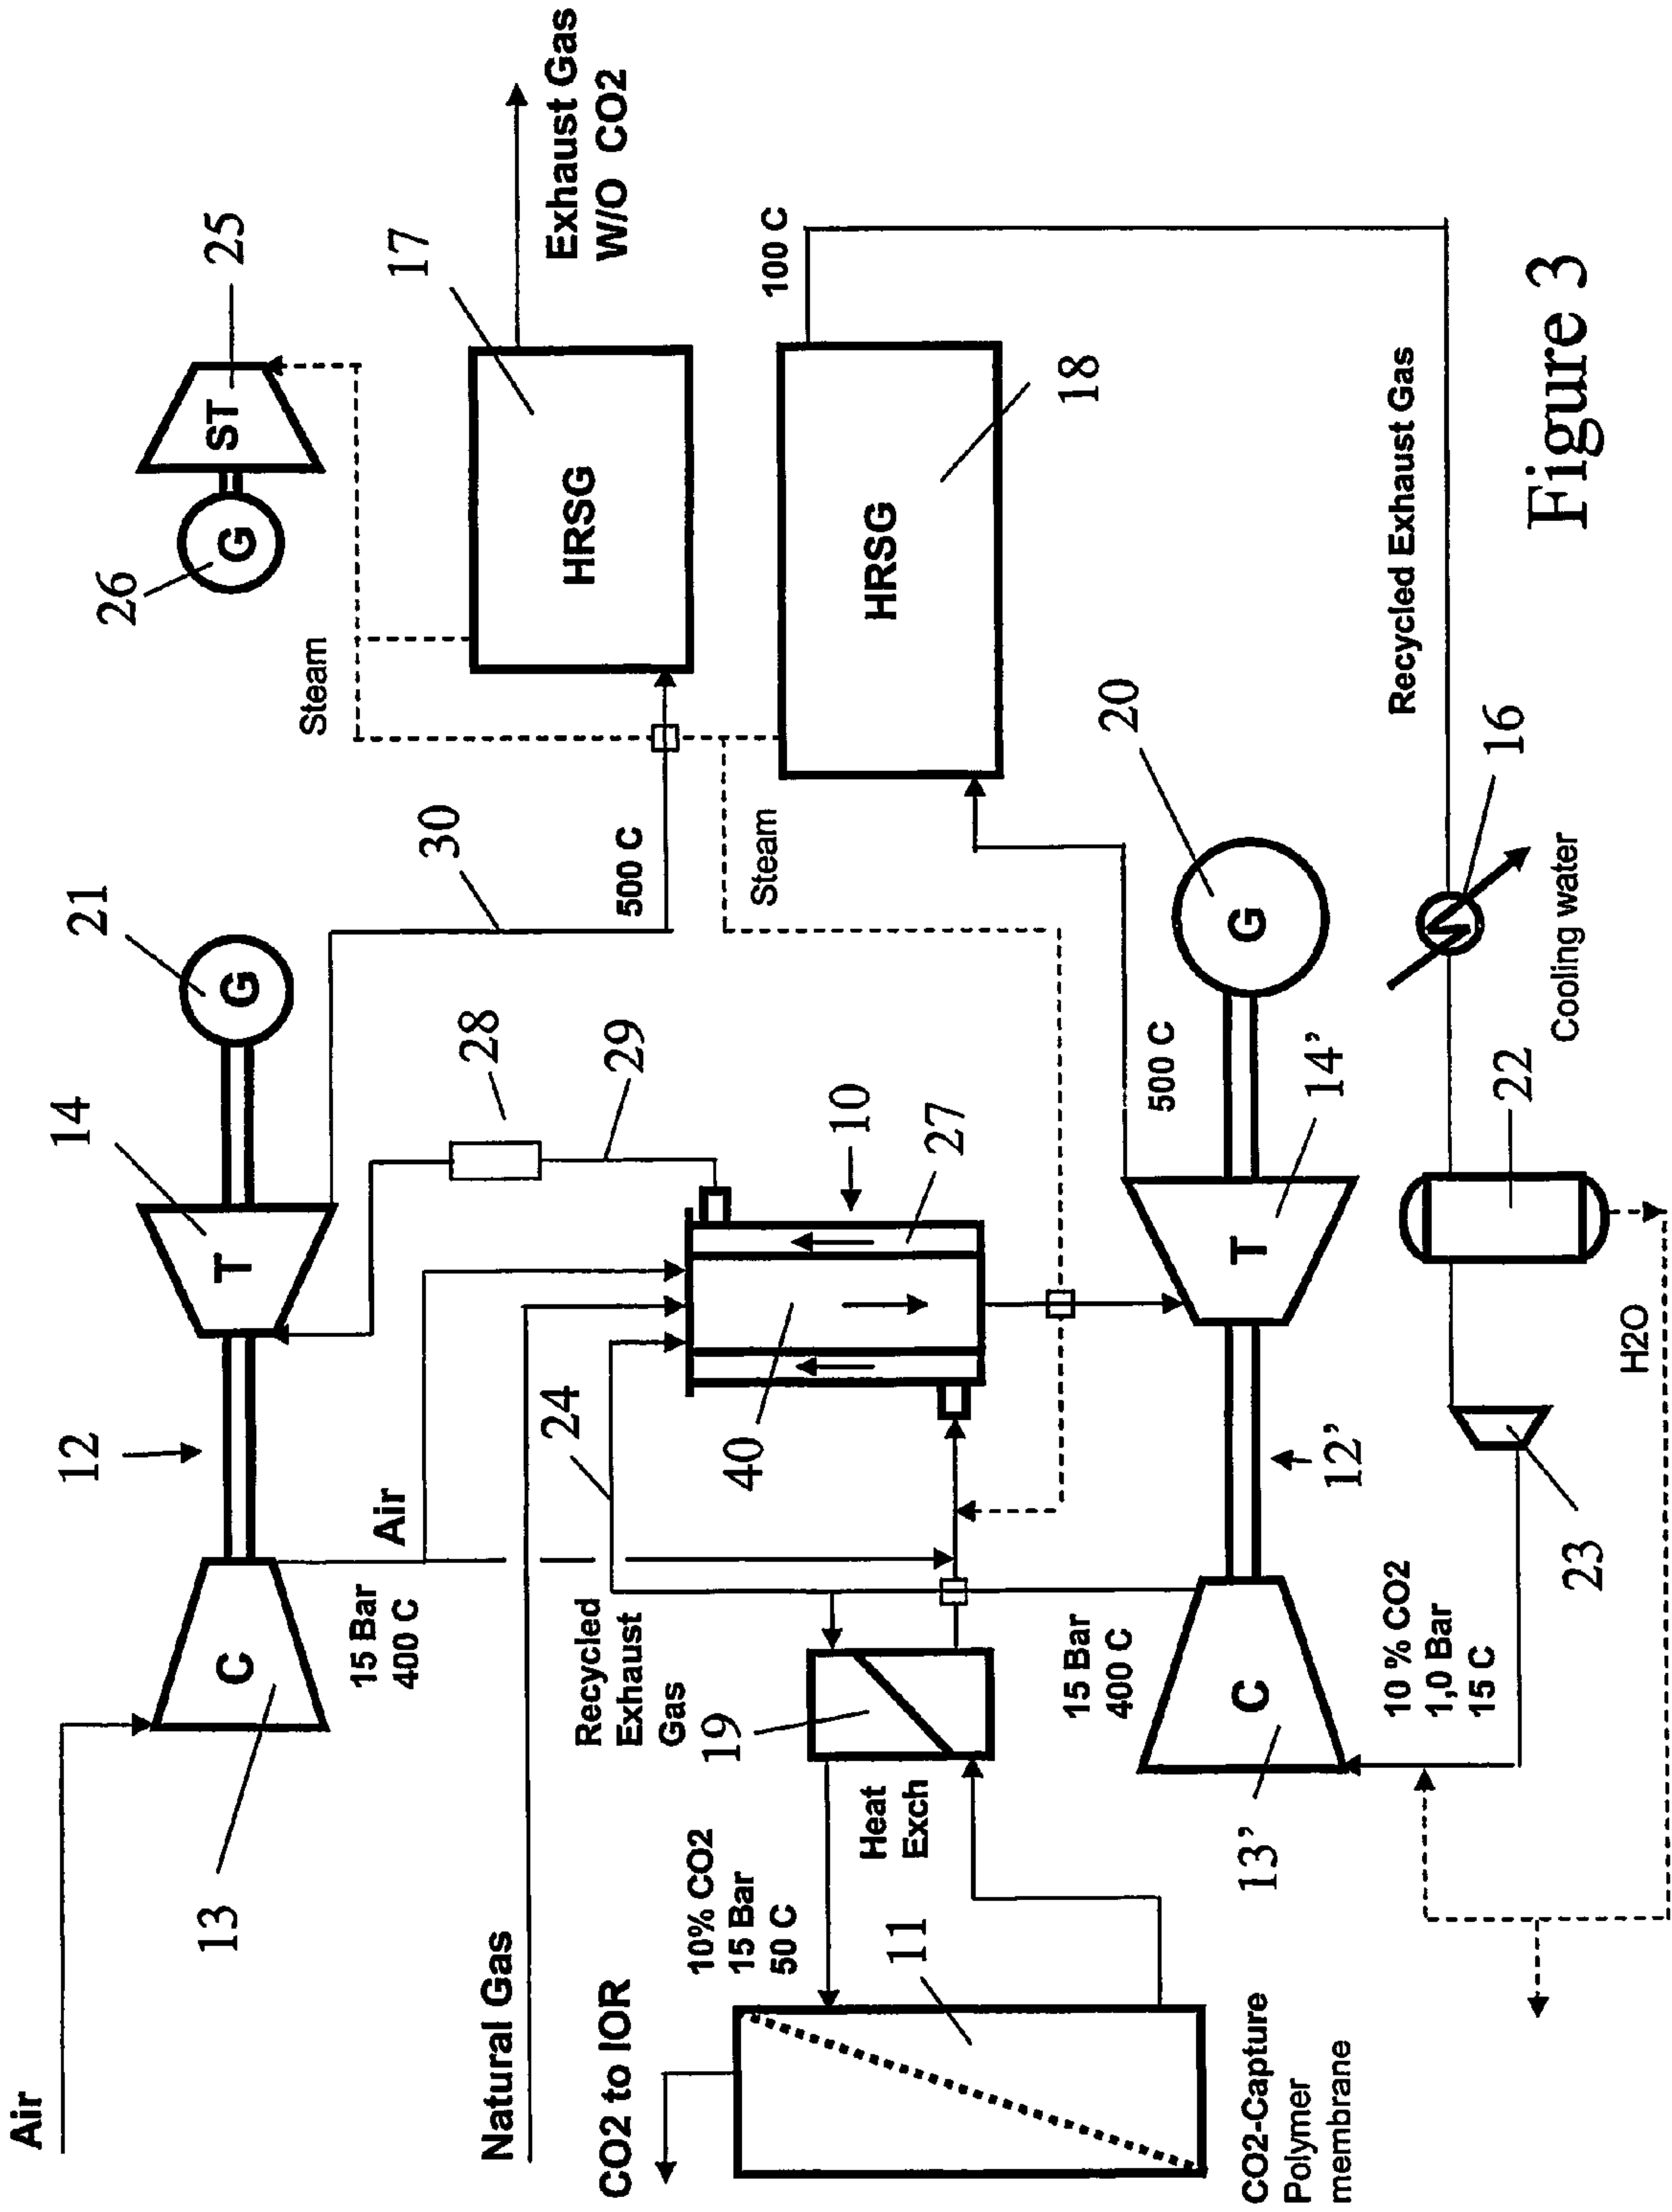 Air
13
12
14
21
26
25
C
T
G
G
ST
15 Bar
400 C
Air
Steam
30
17
28
Natural Gas
Exhaust Gas
W/O CO2
24
29
500 C
HRSG
CO2 to IOR
Recycled
Exhaust
Gas
10% CO2
15 Bar
50 C
19
40
10
27
Steam
100 C
Heat
Exch
HRSG
11
18
15 Bar
400 C
500 C
20
C
T
G
13'
12'
14'
CO2-Capture
Polymer
membrane
10 % CO2
1,0 Bar
15 C
Recycled Exhaust Gas
16
22
23
Cooling water
H2O
Figure 3